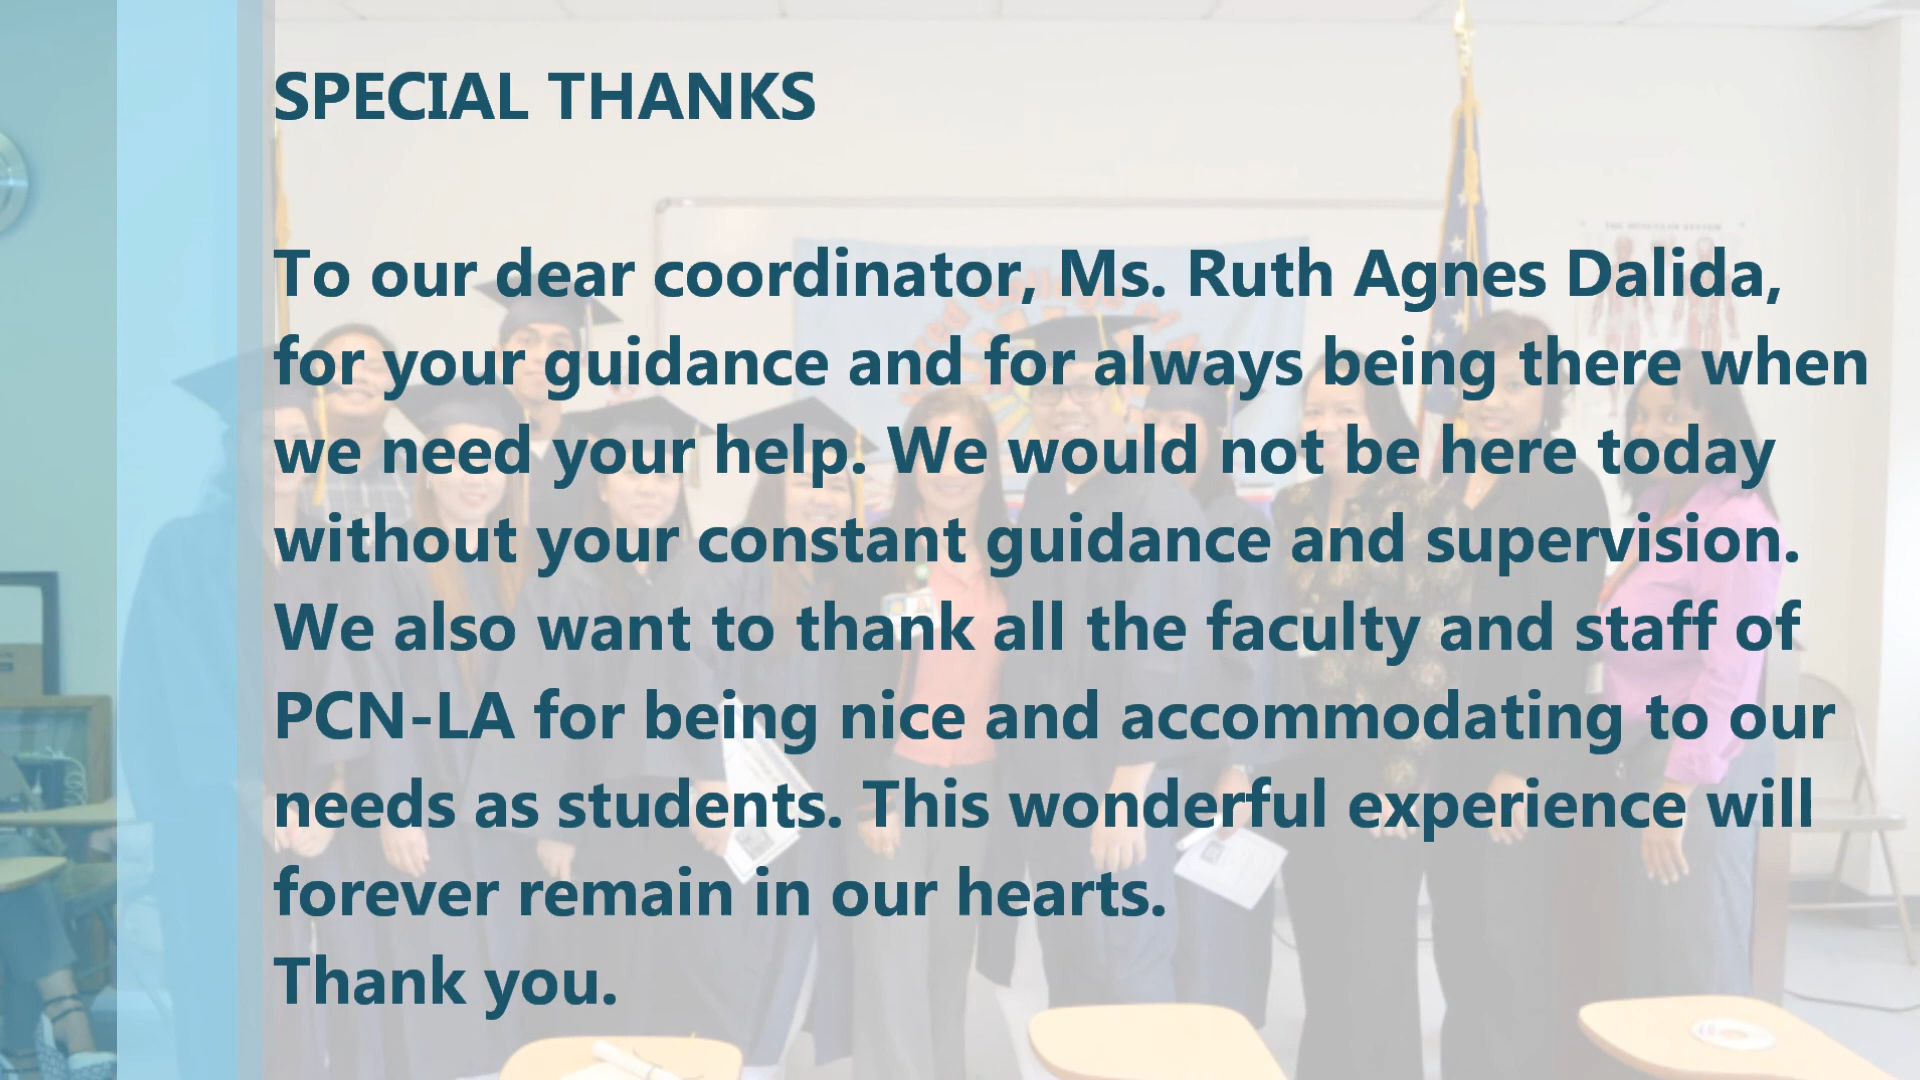 SPECIAL THANKS
To our dear coordinator, Ms. Ruth Agnes Dalida,
for your guidance and for always being there when
we need your help. We would not be here today
without your constant guidance and supervision.
We also want to thank all the faculty and staff of
PCN-LA for being nice and accommodating to our
needs as students. This wonderful experience will
forever remain in our hearts.
Thank you.
THE MUSCULAR SYSTEM